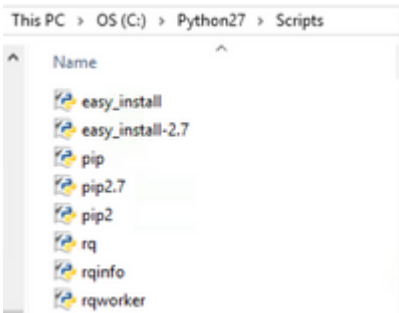 This PC > OS (C:) > Python27 > Scripts
Name
easy_install
easy_install-2.7
pip
pip2.7
pip2
rq
rqinfo
rqworker